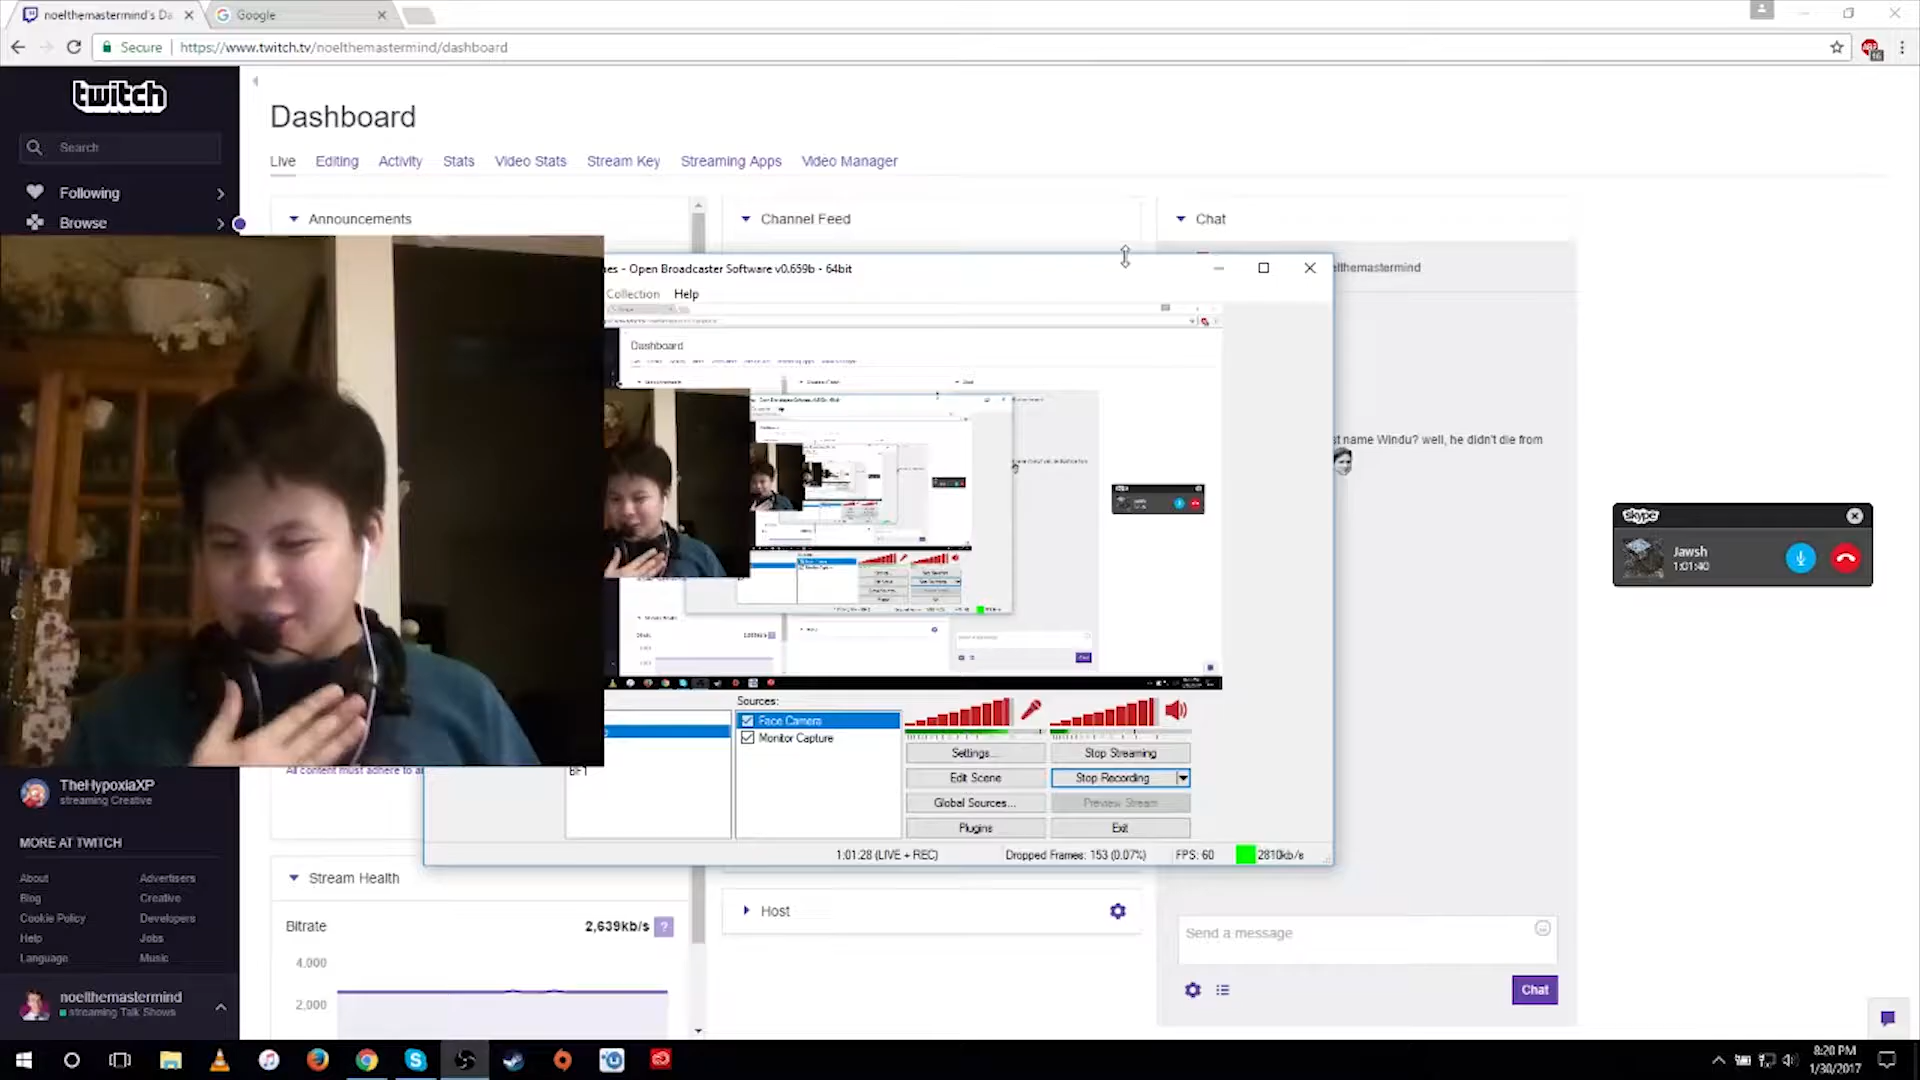 noelthemastermind's Da
Google
Secure
https://www.twitch.tv/noelthemastermind/dashboard
twitch
Search
Following
Browse
Dashboard
Live Editing Activity Stats Video Stats Stream Key Streaming Apps Video Manager
Announcements
Channel Feed
Chat
es - Open Broadcaster Software v0.659b - 64bit
Collection Help
Dashboard
lthemastermind
st name Windu? well, he didn't die from
skype
Jawsh
1:01:40
Sources:
Face Camera
Monitor Capture
BFT
Settings...
Stop Streaming
Edit Scene
Stop Recording
Global Sources...
Preview Stream
Plugins
Exit
1:01:28 (LIVE + REC)
Dropped Frames: 153 (0.07%)
FPS: 60
2810kb/s
All content must adhere to
TheHypoxiaXP
streaming Creative
MORE AT TWITCH
About Advertisers
Blog Creative
Cookie Policy Developers
Help Jobs
Language Music
noelthemastermind
streaming Talk Shows
Stream Health
Bitrate
2,639kb/s ?
4,000
2,000
Host
Send a message
Chat
8:20 PM
1/30/2017